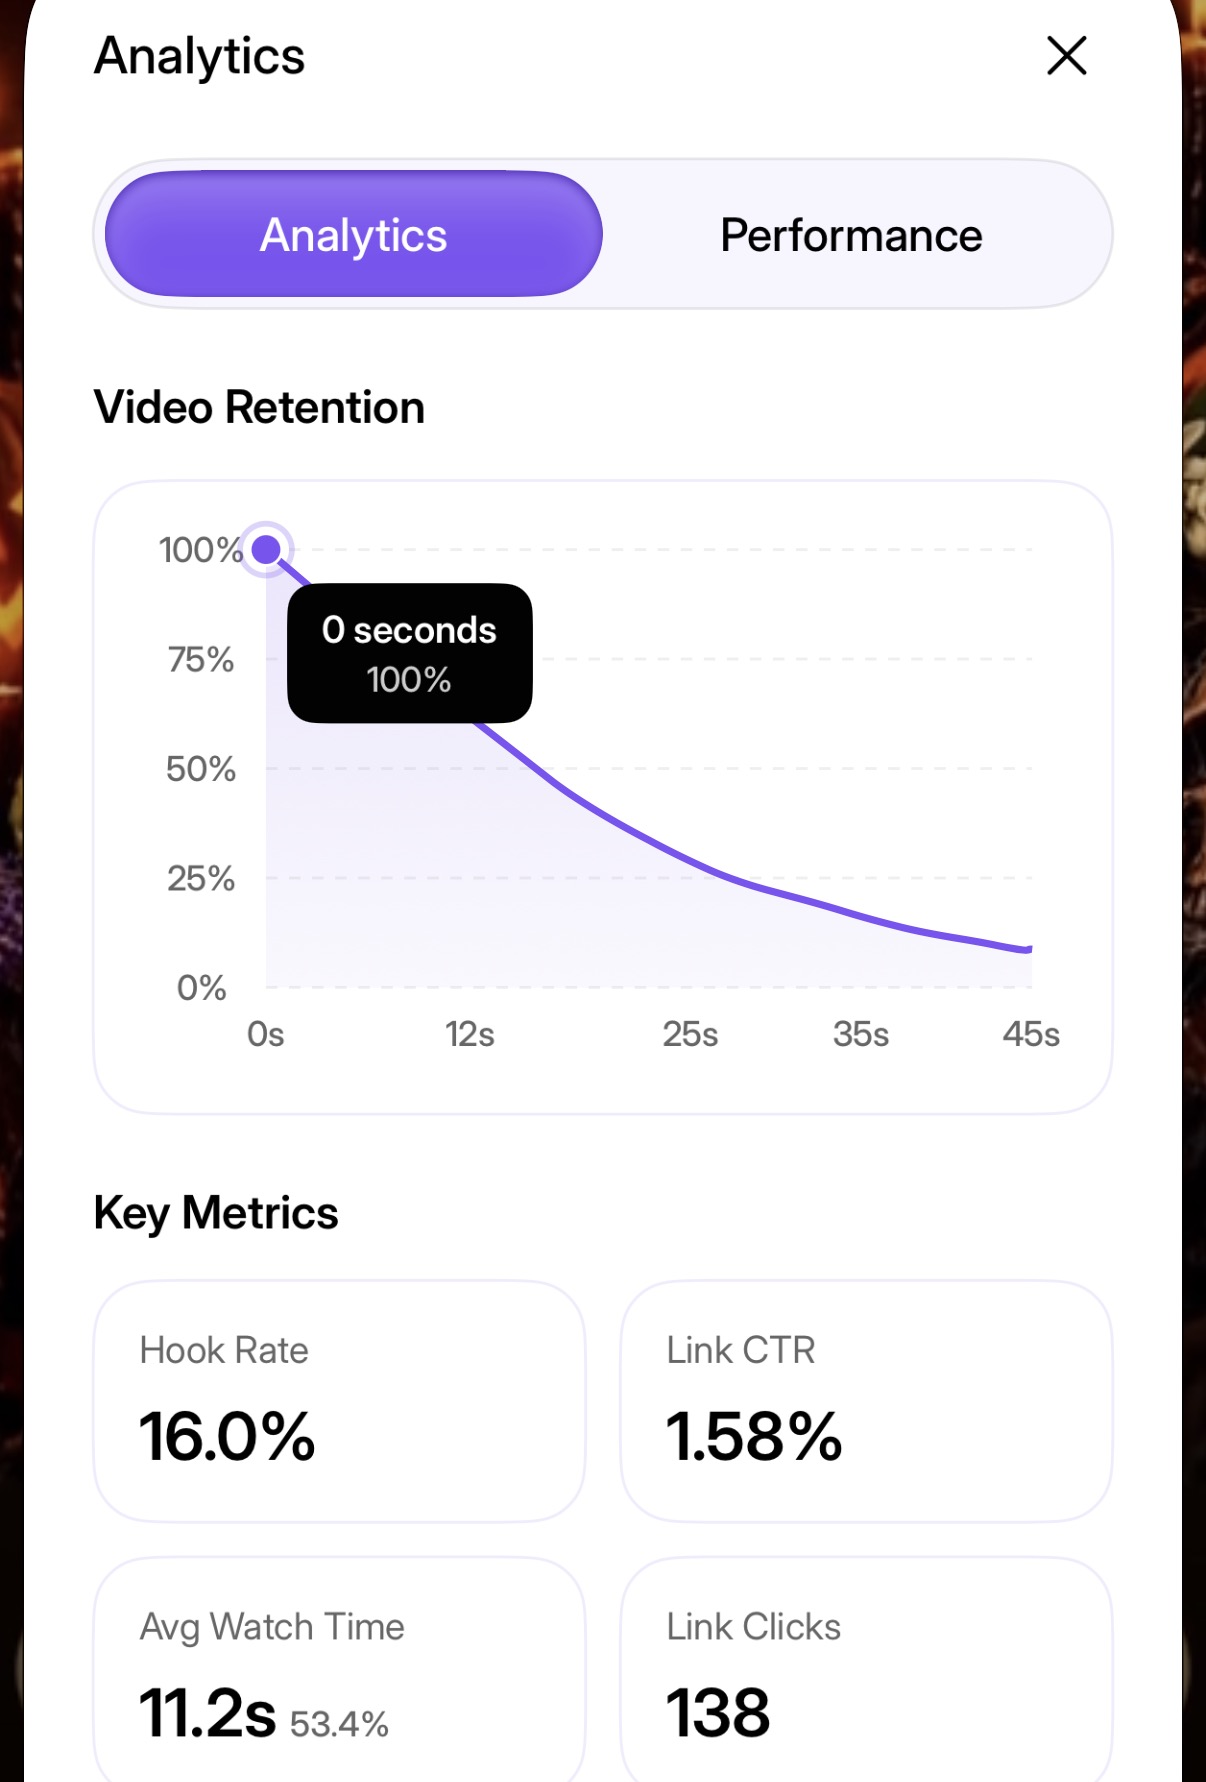 Analytics
Analytics
Performance
Video Retention
100%
75%
50%
25%
0%
0 seconds
100%
0s
12s
25s
35s
45s
Key Metrics
Hook Rate
16.0%
Link CTR
1.58%
Avg Watch Time
11.2s 53.4%
Link Clicks
138